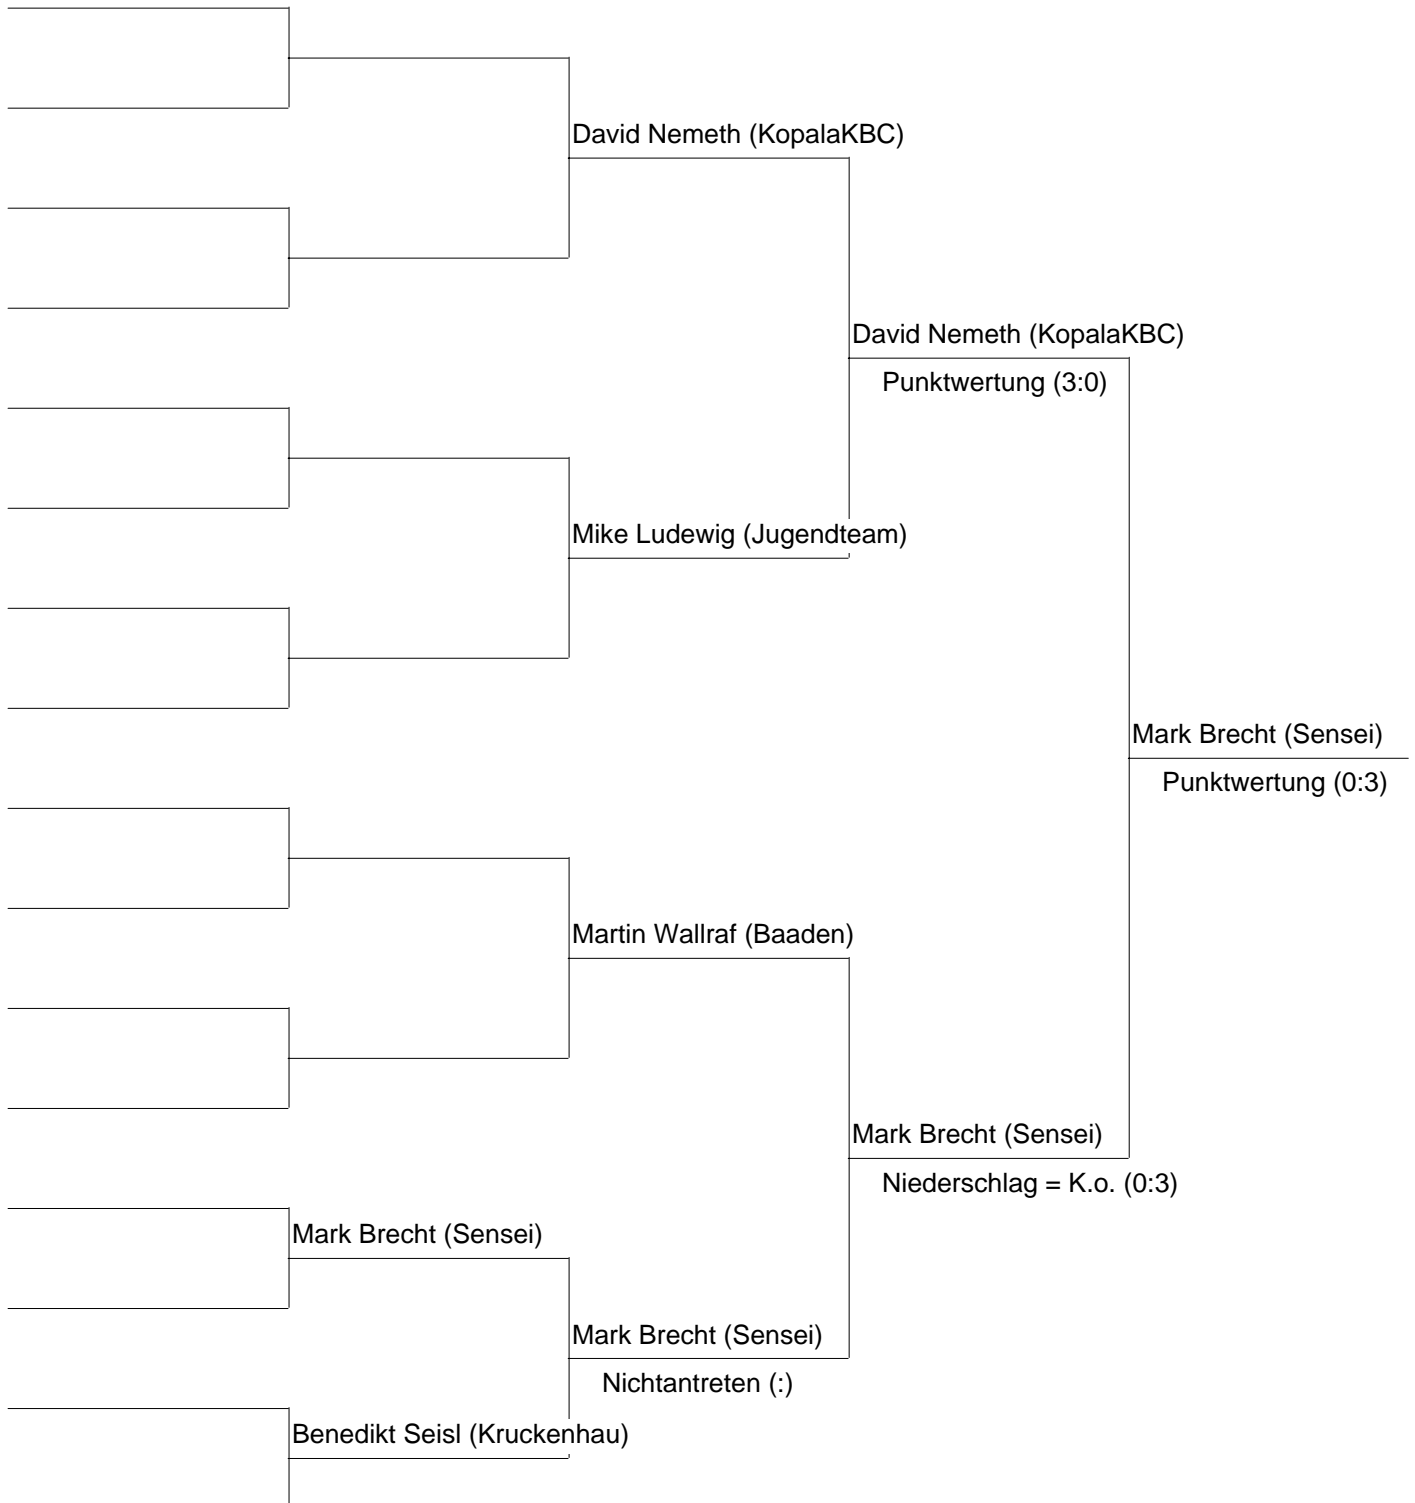 David Nemeth (KopalaKBC)
David Nemeth (KopalaKBC)
Punktwertung (3:0)
Mike Ludewig (Jugendteam)
Mark Brecht (Sensei)
Punktwertung (0:3)
Martin Wallraf (Baaden)
Mark Brecht (Sensei)
Niederschlag = K.o. (0:3)
Mark Brecht (Sensei)
Mark Brecht (Sensei)
Nichtantreten (:)
Benedikt Seisl (Kruckenhau)